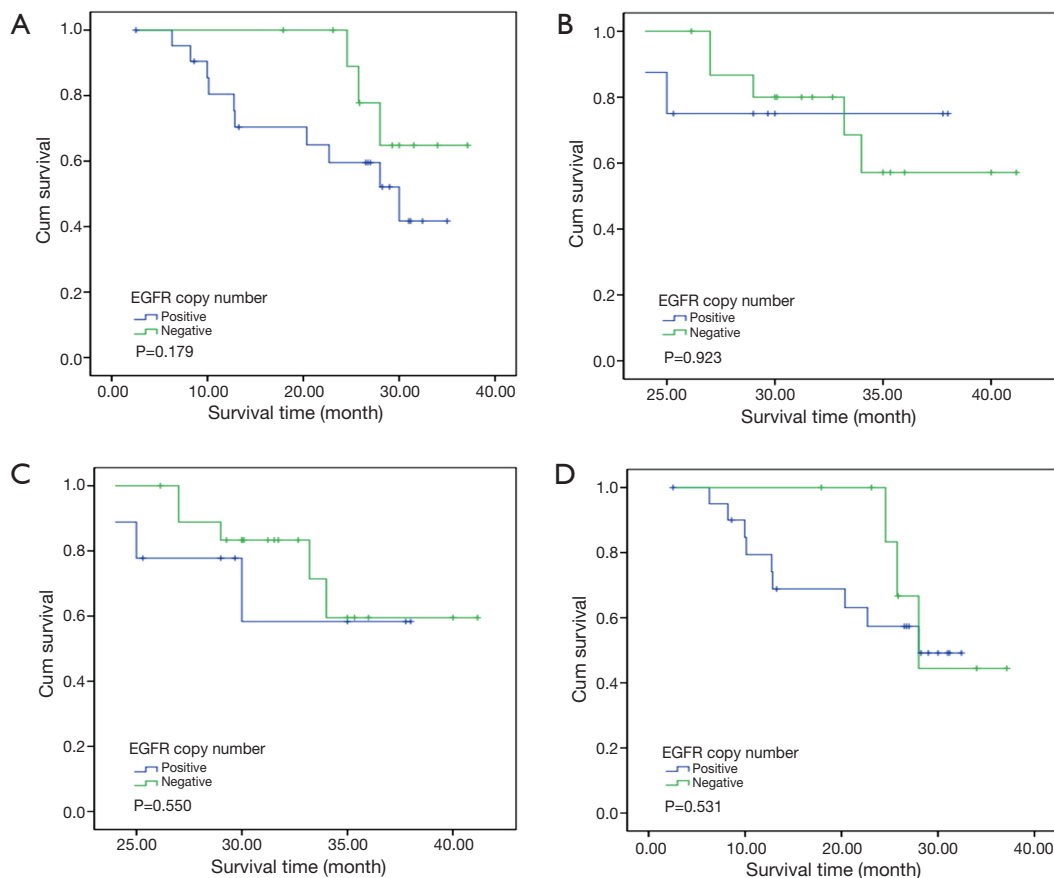 A
Cum survival
1.0
0.8
0.6
0.4
0.2
0.0
EGFR copy number
Positive
Negative
P=0.179
0.00 10.00 20.00 30.00 40.00
Survival time (month)
B
Cum survival
1.0
0.8
0.6
0.4
0.2
0.0
EGFR copy number
Positive
Negative
P=0.923
25.00 30.00 35.00 40.00
Survival time (month)
C
Cum survival
1.0
0.8
0.6
0.4
0.2
0.0
EGFR copy number
Positive
Negative
P=0.550
25.00 30.00 35.00 40.00
Survival time (month)
D
Cum survival
1.0
0.8
0.6
0.4
0.2
0.0
EGFR copy number
Positive
Negative
P=0.531
0.00 10.00 20.00 30.00 40.00
Survival time (month)